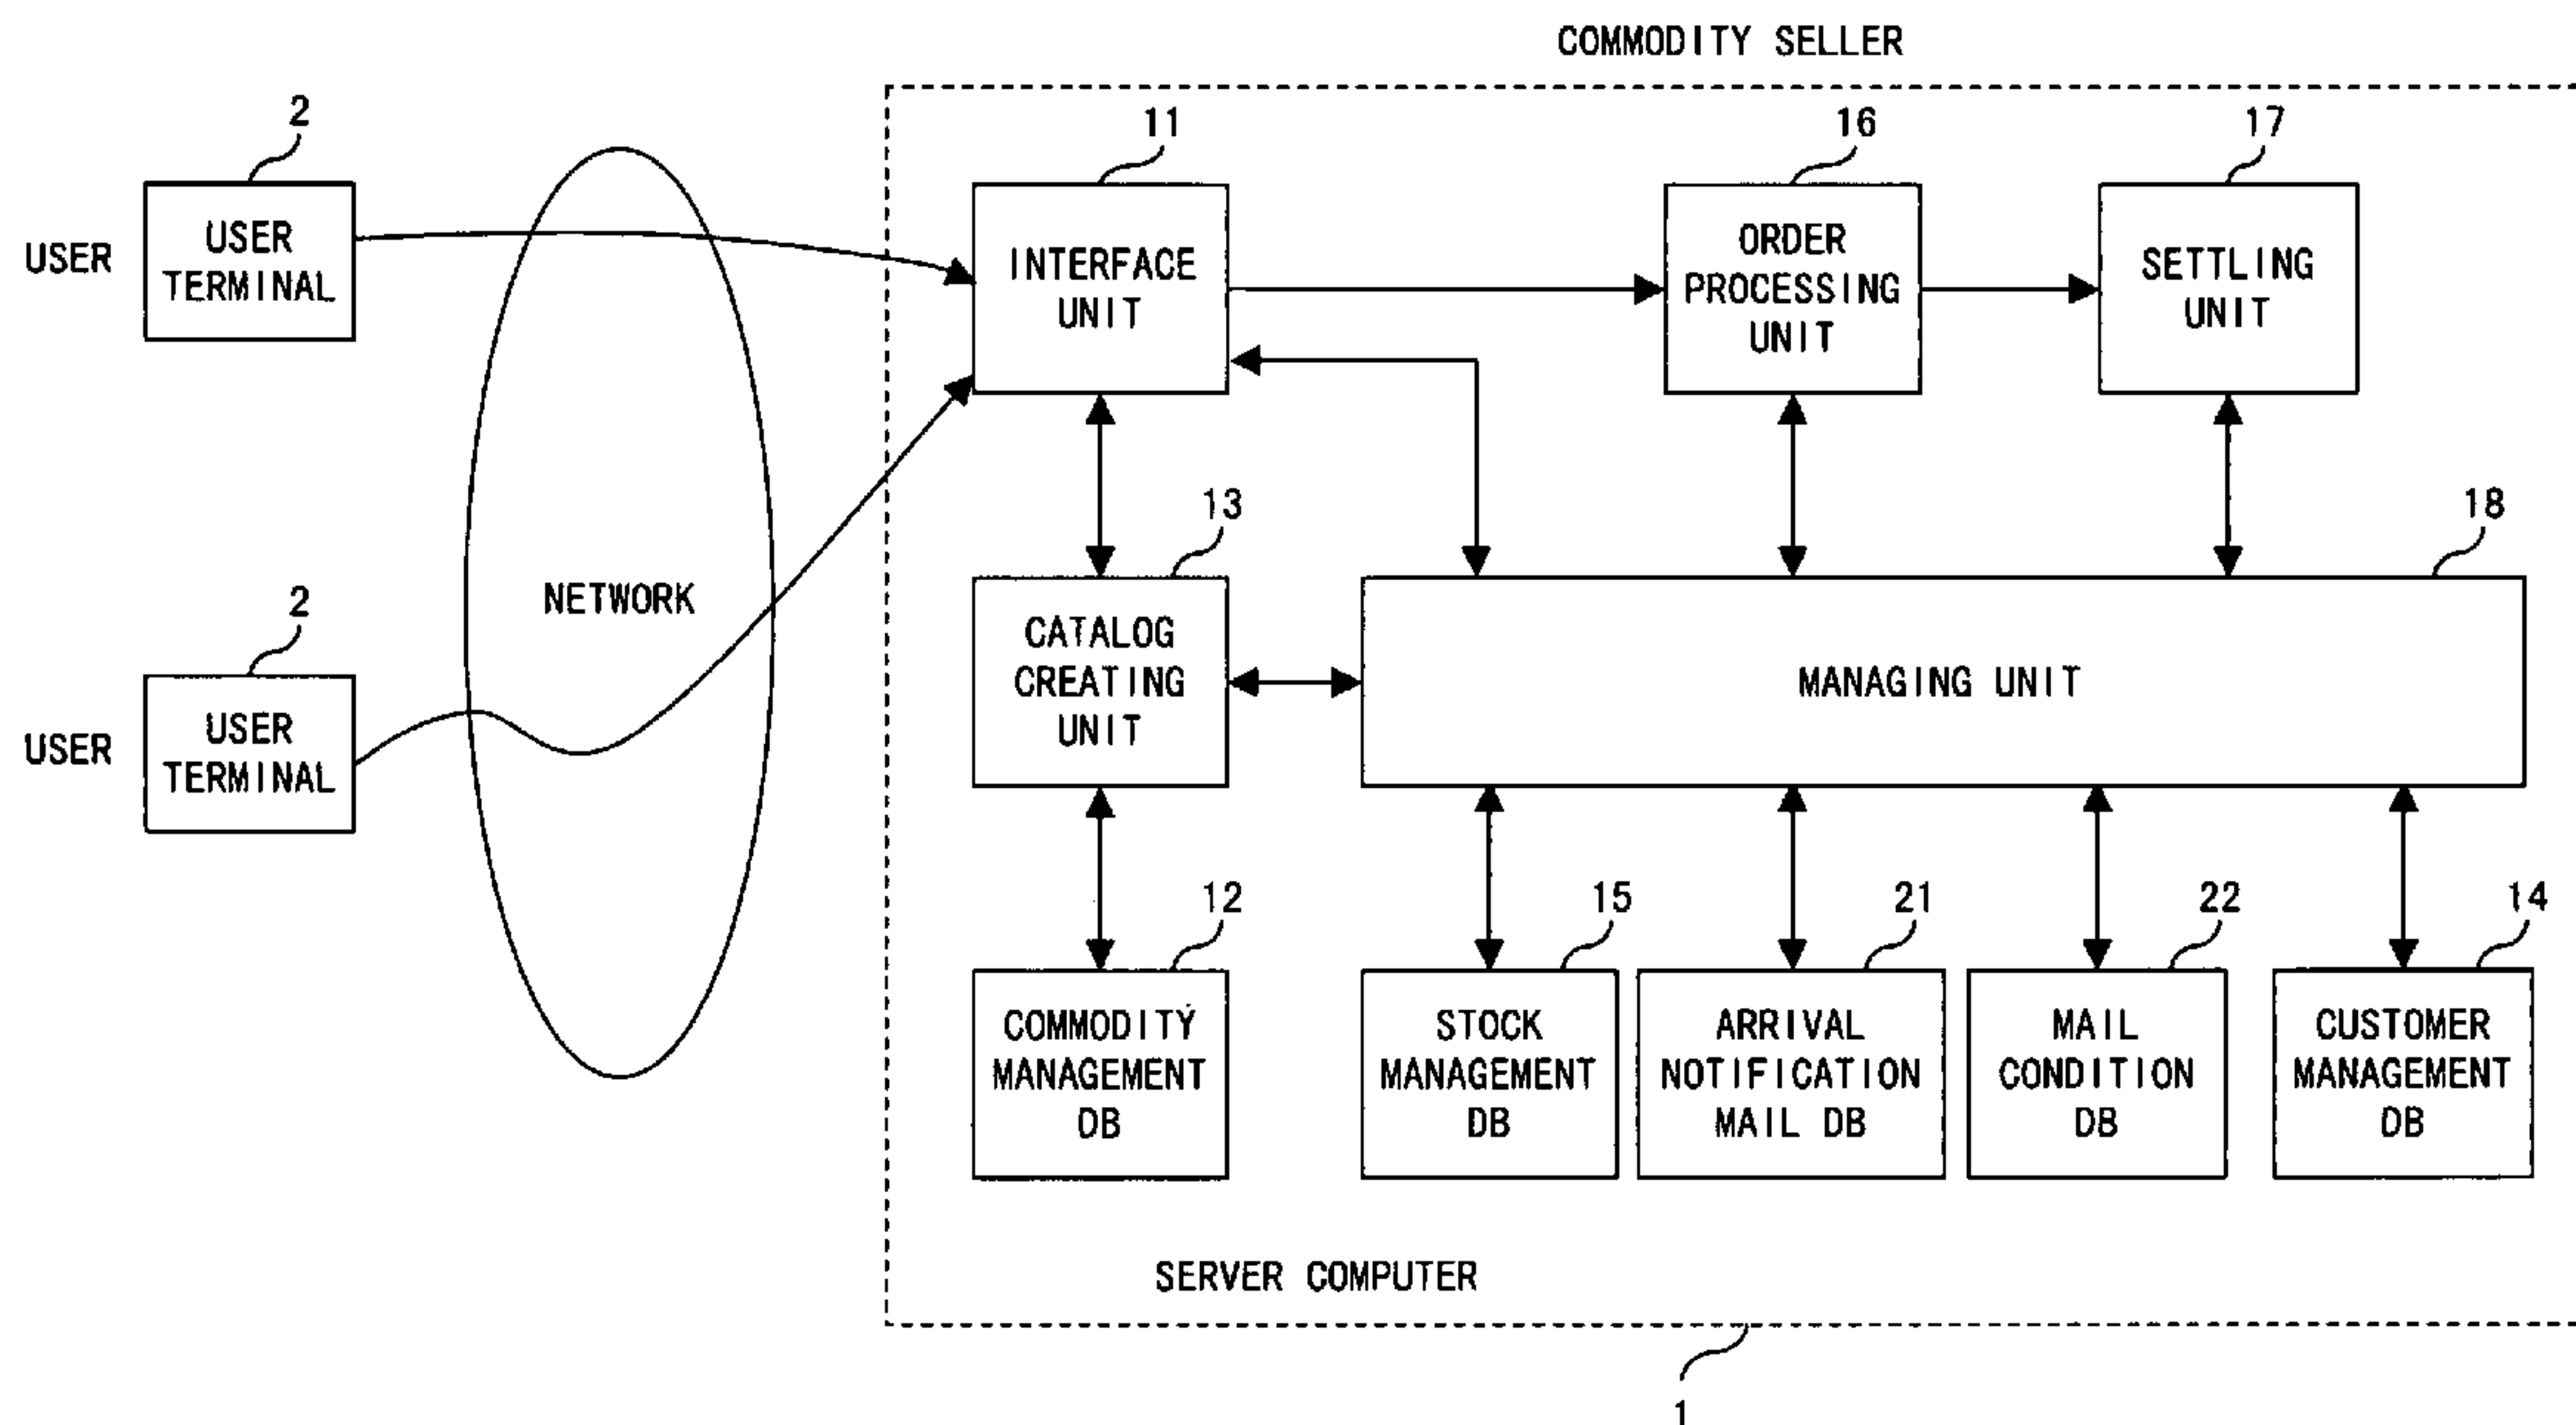 COMMODITY SELLER
2
11
16
17
USER
USER
TERMINAL
INTERFACE
UNIT
ORDER
PROCESSING
UNIT
SETTLING
UNIT
13
18
2
NETWORK
USER
USER
TERMINAL
CATALOG
CREATING
UNIT
MANAGING UNIT
12
15
21
22
14
COMMODITY
MANAGEMENT
DB
STOCK
MANAGEMENT
DB
ARRIVAL
NOTIFICATION
MAIL DB
MAIL
CONDITION
DB
CUSTOMER
MANAGEMENT
DB
SERVER COMPUTER
1